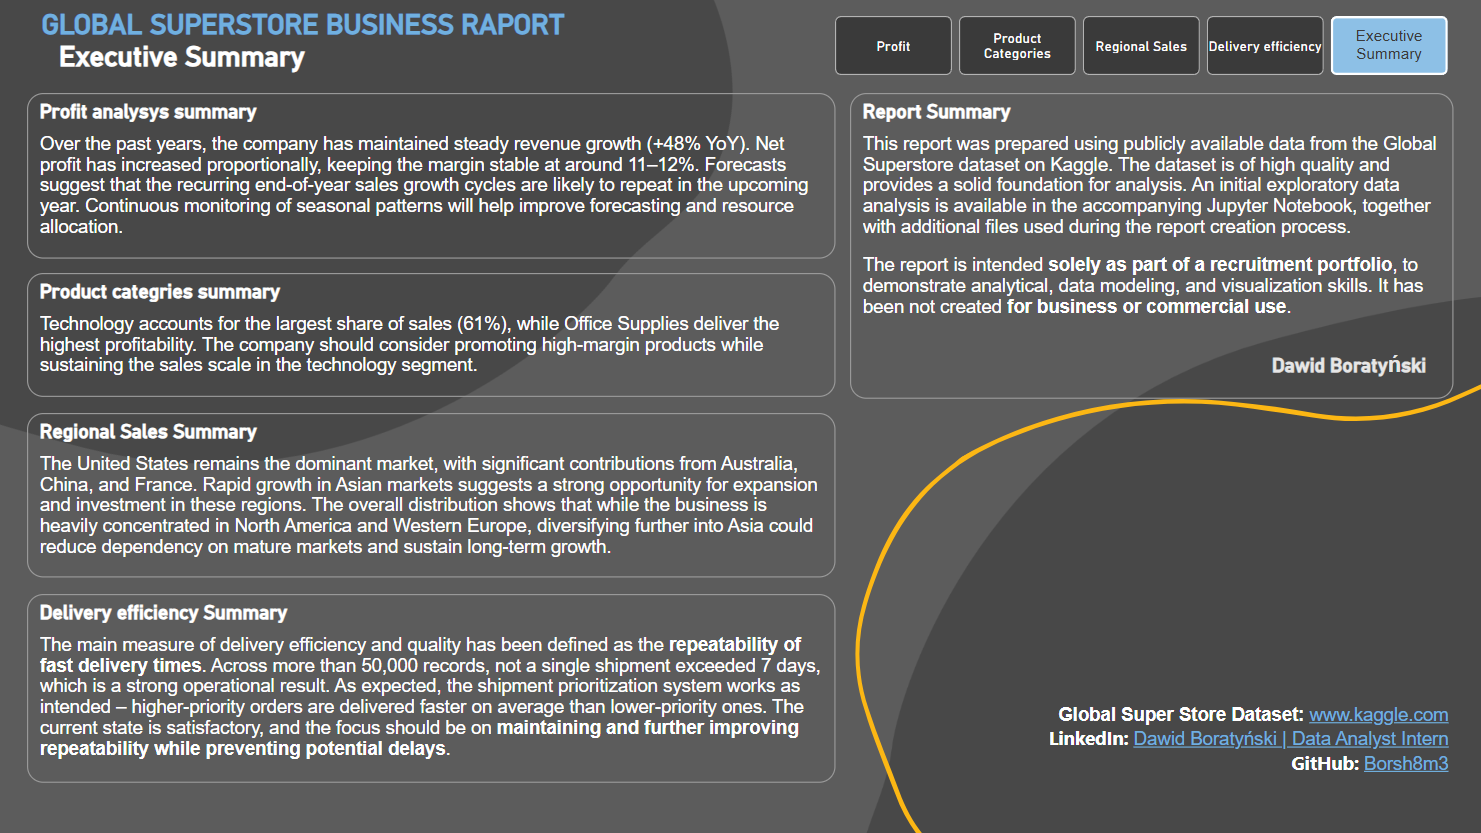 GLOBAL SUPERSTORE BUSINESS RAPORT
Executive Summary
Profit
Product
Categories
Regional Sales
Delivery efficiency
Executive
Summary
Profit analysys summary
Over the past years, the company has maintained steady revenue growth (+48% YoY). Net
profit has increased proportionally, keeping the margin stable at around 11–12%. Forecasts
suggest that the recurring end-of-year sales growth cycles are likely to repeat in the upcoming
year. Continuous monitoring of seasonal patterns will help improve forecasting and resource
allocation.
Product categries summary
Technology accounts for the largest share of sales (61%), while Office Supplies deliver the
highest profitability. The company should consider promoting high-margin products while
sustaining the sales scale in the technology segment.
Regional Sales Summary
The United States remains the dominant market, with significant contributions from Australia,
China, and France. Rapid growth in Asian markets suggests a strong opportunity for expansion
and investment in these regions. The overall distribution shows that while the business is
heavily concentrated in North America and Western Europe, diversifying further into Asia could
reduce dependency on mature markets and sustain long-term growth.
Delivery efficiency Summary
The main measure of delivery efficiency and quality has been defined as the repeatability of
fast delivery times. Across more than 50,000 records, not a single shipment exceeded 7 days,
which is a strong operational result. As expected, the shipment prioritization system works as
intended – higher-priority orders are delivered faster on average than lower-priority ones. The
current state is satisfactory, and the focus should be on maintaining and further improving
repeatability while preventing potential delays.
Report Summary
This report was prepared using publicly available data from the Global
Superstore dataset on Kaggle. The dataset is of high quality and
provides a solid foundation for analysis. An initial exploratory data
analysis is available in the accompanying Jupyter Notebook, together
with additional files used during the report creation process.
The report is intended solely as part of a recruitment portfolio, to
demonstrate analytical, data modeling, and visualization skills. It has
been not created for business or commercial use.
Dawid Boratyński
Global Super Store Dataset: www.kaggle.com
LinkedIn: Dawid Boratyński | Data Analyst Intern
GitHub: Borsh8m3